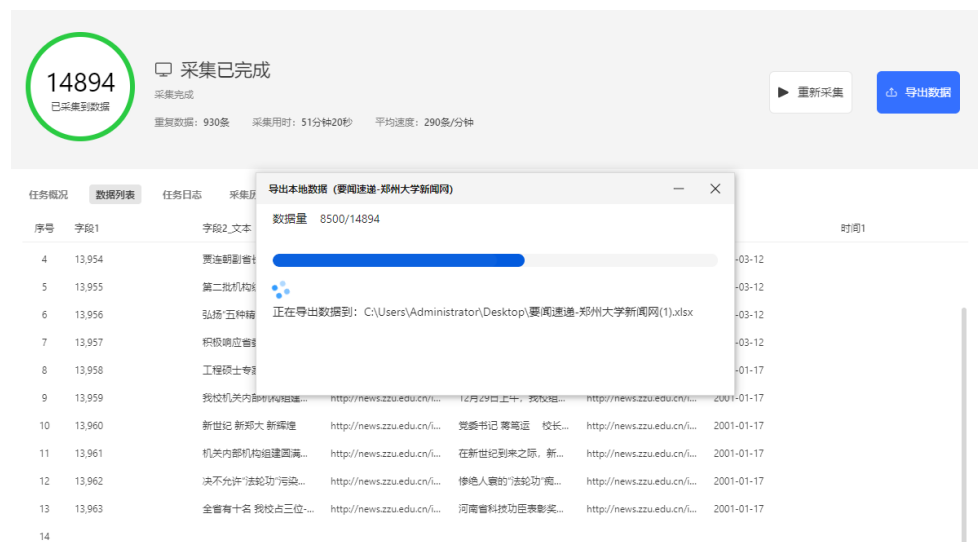 14894
已采集到数据
采集已完成
采集完成
重复数据：930条 采集用时：51分钟20秒 平均速度：290条/分钟
重新采集
导出数据
任务概况 数据列表 任务日志 采集历
导出本地数据（要闻速递-郑州大学新闻网)
数据量 8500/14894
正在导出数据到：C:\Users\Administrator\Desktop\要闻速递-郑州大学新闻网(1).xlsx
序号 字段1 字段2_文本 时间1
4 13,954 贾连朝副省 -03-12
5 13,955 第二批机构 -03-12
6 13,956 弘扬"五种精 -03-12
7 13,957 积极响应省 -03-12
8 13,958 工程硕士专 -01-17
9 13,959 我校机关内部机构组建... http://news.zzu.edu.cn/i... 12月29日上午，我校组... http://news.zzu.edu.cn/i... 2001-01-17
10 13,960 新世纪 新郑大 新辉煌 http://news.zzu.edu.cn/i... 党委书记 蒋笃运 校长... http://news.zzu.edu.cn/i... 2001-01-17
11 13,961 机关内部机构组建圆满... http://news.zzu.edu.cn/i... 在新世纪到来之际，新... http://news.zzu.edu.cn/i... 2001-01-17
12 13,962 决不允许"法轮功"污染... http://news.zzu.edu.cn/i... 惨绝人寰的"法轮功"痴... http://news.zzu.edu.cn/i... 2001-01-17
13 13,963 全省有十名 我校占三位-... http://news.zzu.edu.cn/i... 河南省科技功臣表彰奖... http://news.zzu.edu.cn/i... 2001-01-17
14